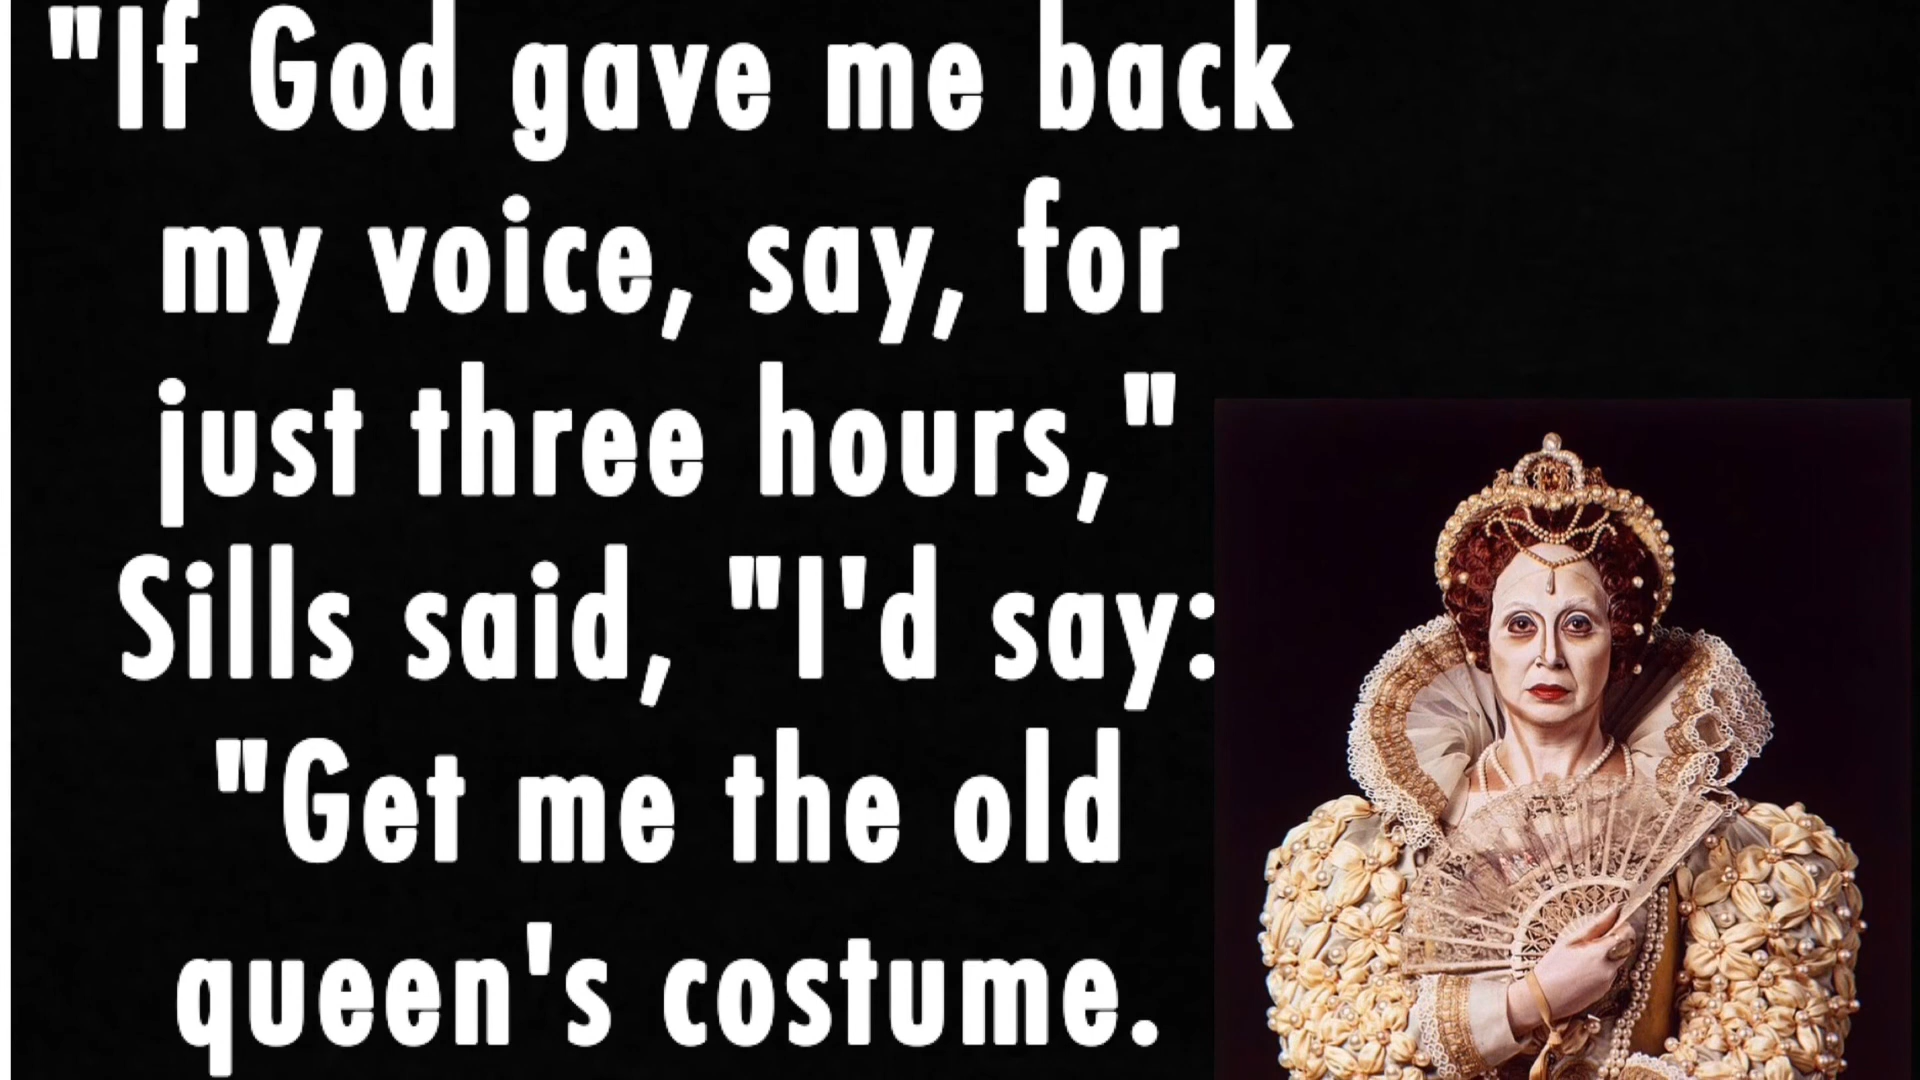 "If God gave me back
my voice, say, for
just three hours,"
Sills said, "I'd say:
"Get me the old
queen's costume.